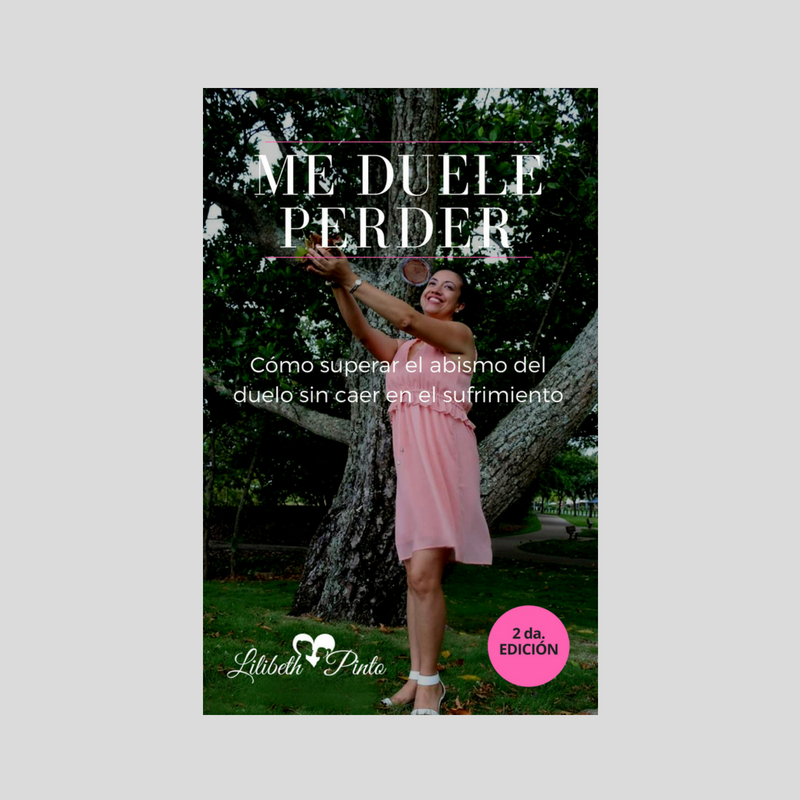 ME DUELE
PERDER
Cómo superar el abismo del
duelo sin caer en el sufrimiento
Lilibeth Pinto
2 da.
EDICIÓN